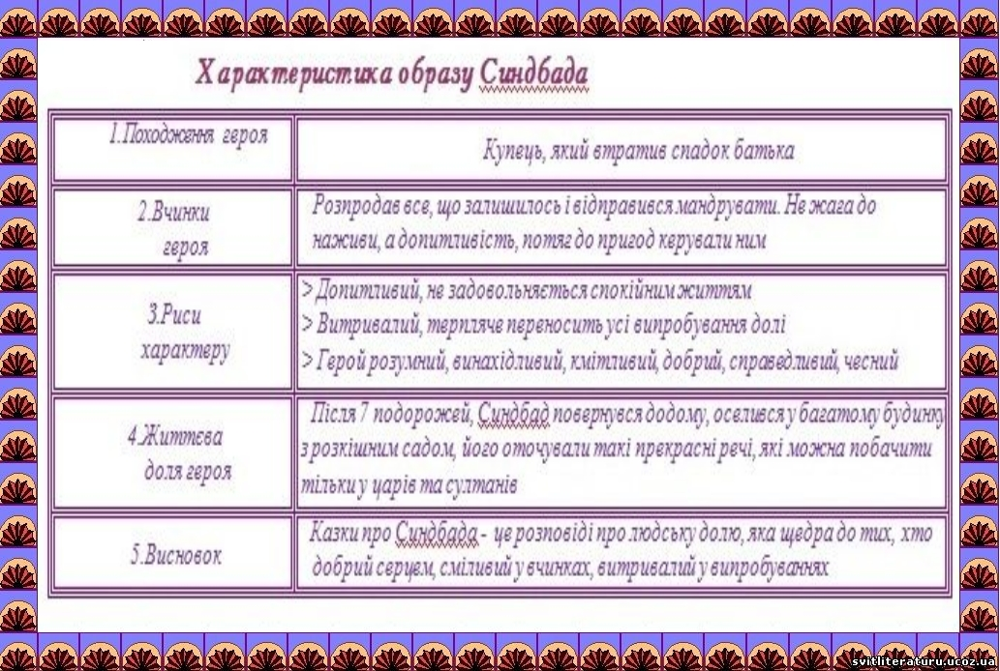 Характеристика образу Синдбада
1.Походження героя
Купець, який втратив спадок батька
2.Вчинки
героя
Розпродав все, що залишилось і відправився мандрувати. Не жага до
наживи, а допитливість, потяг до пригод керували ним
3.Риси
характеру
> Допитливий, не задовольняється спокійним життям
> Витривалий, терпляче переносить усі випробування долі
> Герой розумний, винахідливий, кмітливий, добрий, справедливий, чесний
4.Життєва
доля героя
Після 7 подорожей, Синдбад повернувся додому, оселився у багатому будинку
з розкішним садом, його оточували такі прекрасні речі, які можна побачити
тільки у царів та султанів
5.Висновок
Казки про Синдбада - це розповіді про людську долю, яка щедра до тих, хто
добрий серцем, сміливий у вчинках, витривалий у випробуваннях
svitliteraturu.ucoz.ua